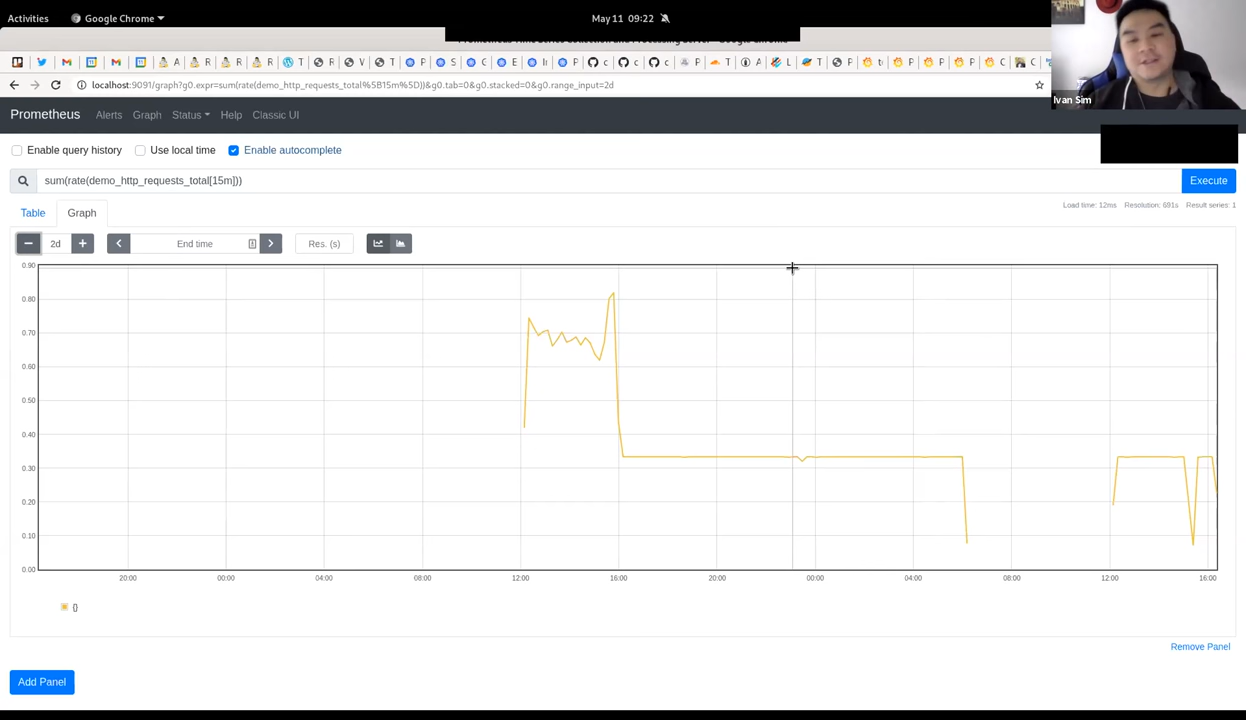 Activities Google Chrome May 11 09:22
localhost:9091/graph?g0.expr=sum(rate(demo_http_requests_total%5B15m%5D))&g0.tab=0&g0.stacked=0&g0.range_input=2d
Ivan Sim
Prometheus Alerts Graph Status Help Classic UI
Enable query history Use local time Enable autocomplete
sum(rate(demo_http_requests_total[15m])) Execute
Load time: 12ms Resolution: 691s Result series: 1
Table Graph
2d End time Res. (s)
0.90
0.80
0.70
0.60
0.50
0.40
0.30
0.20
0.10
0.00
20:00 00:00 04:00 08:00 12:00 16:00 20:00 00:00 04:00 08:00 12:00 16:00
{}
Remove Panel
Add Panel